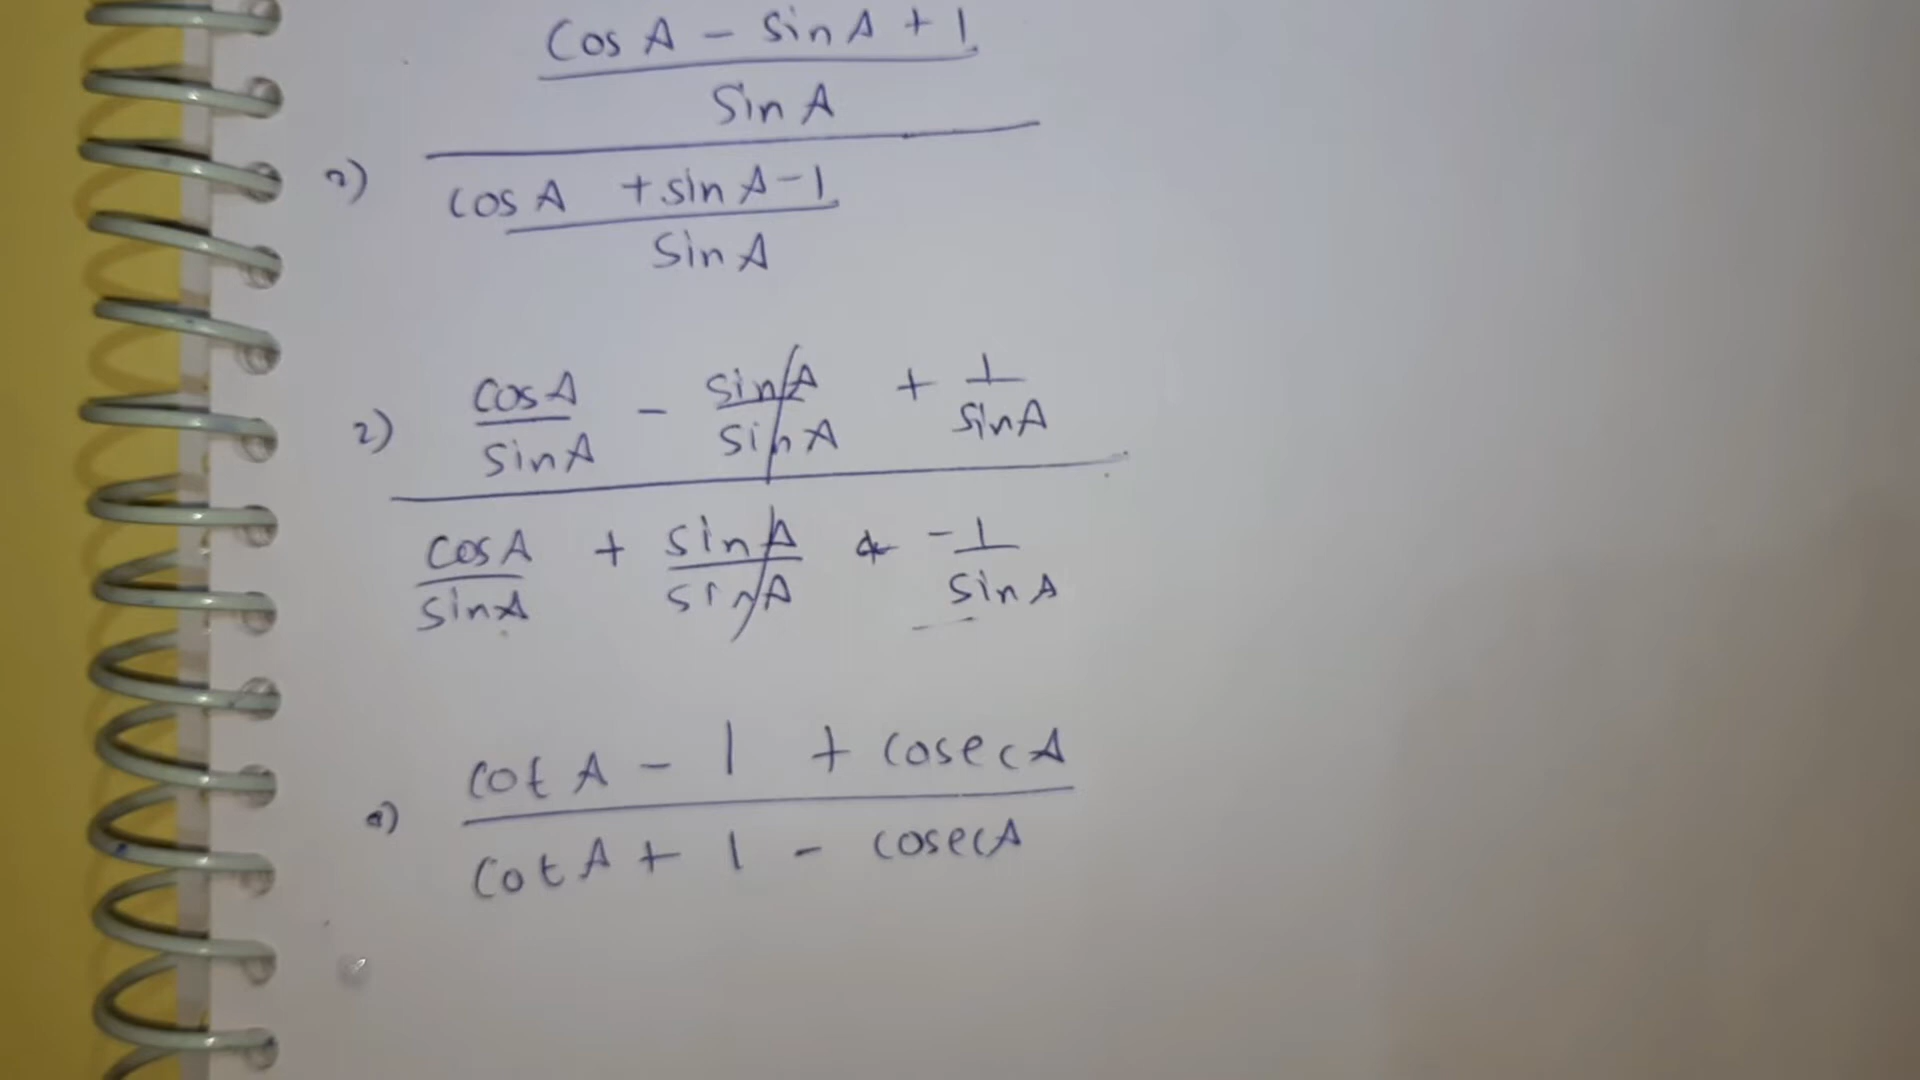 cos A - sin A + 1
sin A
2)
cos A + sin A - 1
sin A
2) cos A - sin A + 1
sin A sin A sin A
cos A + sin A - 1
sin A sin A sin A
cot A - 1 + cosec A
cot A + 1 - cosec A